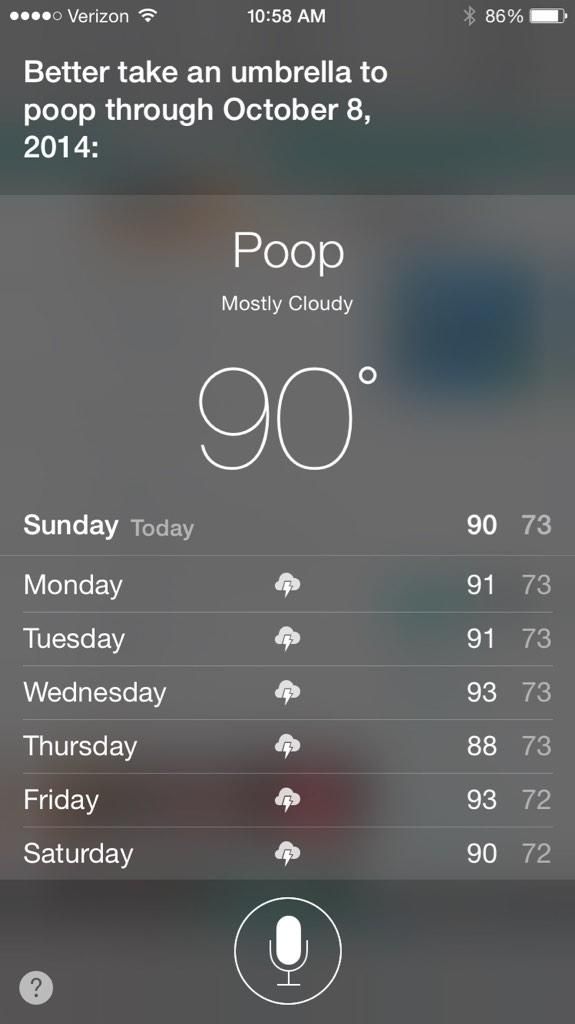 Verizon 10:58 AM 86%
Better take an umbrella to
poop through October 8,
2014:
Poop
Mostly Cloudy
90°
Sunday Today 90 73
Monday 91 73
Tuesday 91 73
Wednesday 93 73
Thursday 88 73
Friday 93 72
Saturday 90 72
?